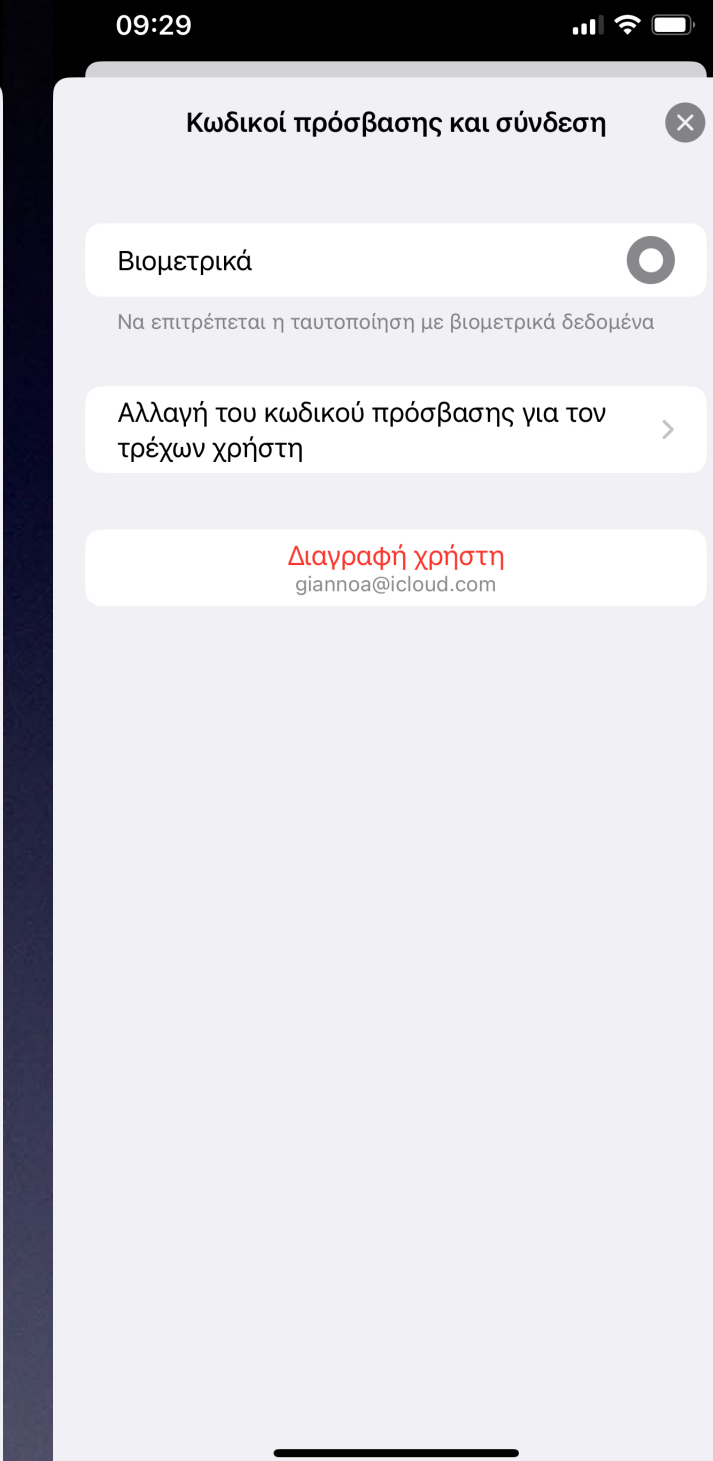 09:29
Κωδικοί πρόσβασης και σύνδεση
Βιομετρικά
Να επιτρέπεται η ταυτοποίηση με βιομετρικά δεδομένα
Αλλαγή του κωδικού πρόσβασης για τον
τρέχων χρήστη
Διαγραφή χρήστη
giannoa@icloud.com